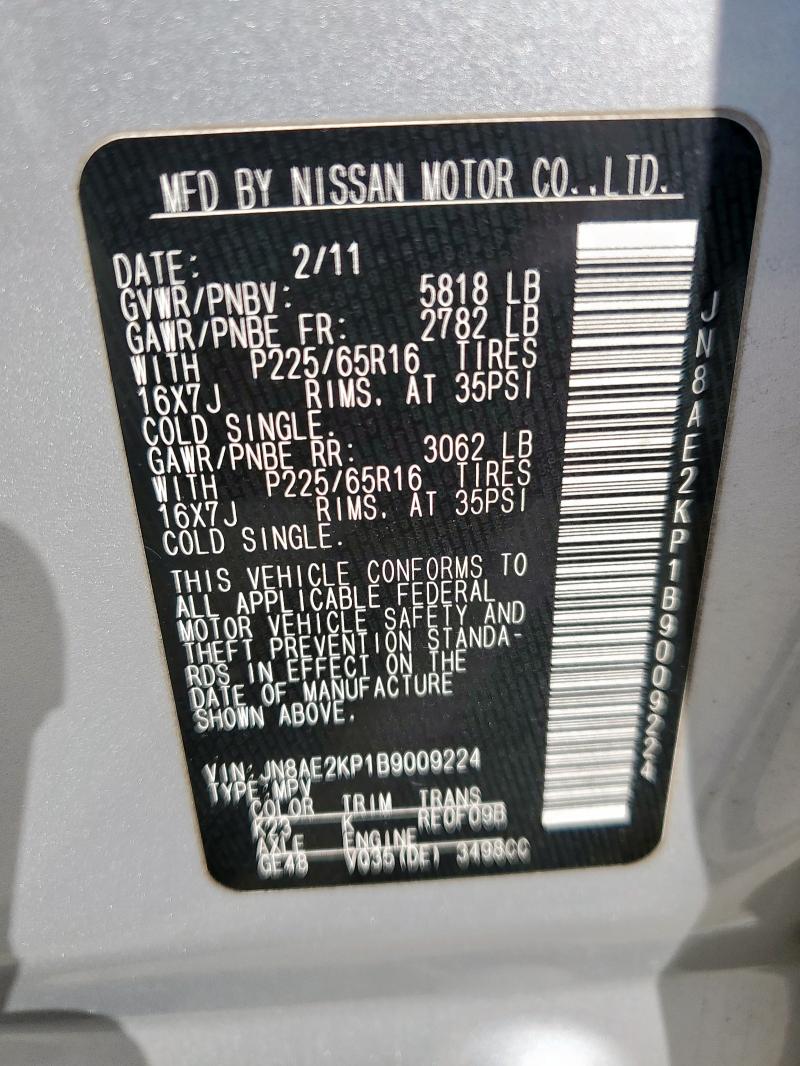 MFD BY NISSAN MOTOR CO.,LTD.
DATE: 2/11
GVWR/PNBV: 5818 LB
GAWR/PNBE FR: 2782 LB
WITH P225/65R16 TIRES
16X7J RIMS, AT 35PSI
COLD SINGLE.
GAWR/PNBE RR: 3062 LB
WITH P225/65R16 TIRES
16X7J RIMS, AT 35PSI
COLD SINGLE.
THIS VEHICLE CONFORMS TO
ALL APPLICABLE FEDERAL
MOTOR VEHICLE SAFETY AND
THEFT PREVENTION STANDA-
RDS IN EFFECT ON THE
DATE OF MANUFACTURE
SHOWN ABOVE.
VIN:JN8AE2KP1B9009224
TYPE:MPV
COLOR TRIM TRANS
K23 K RE0F09B
AXLE ENGINE
GE48 VQ35(DE) 3498CC
JN8AE2KP1B9009224